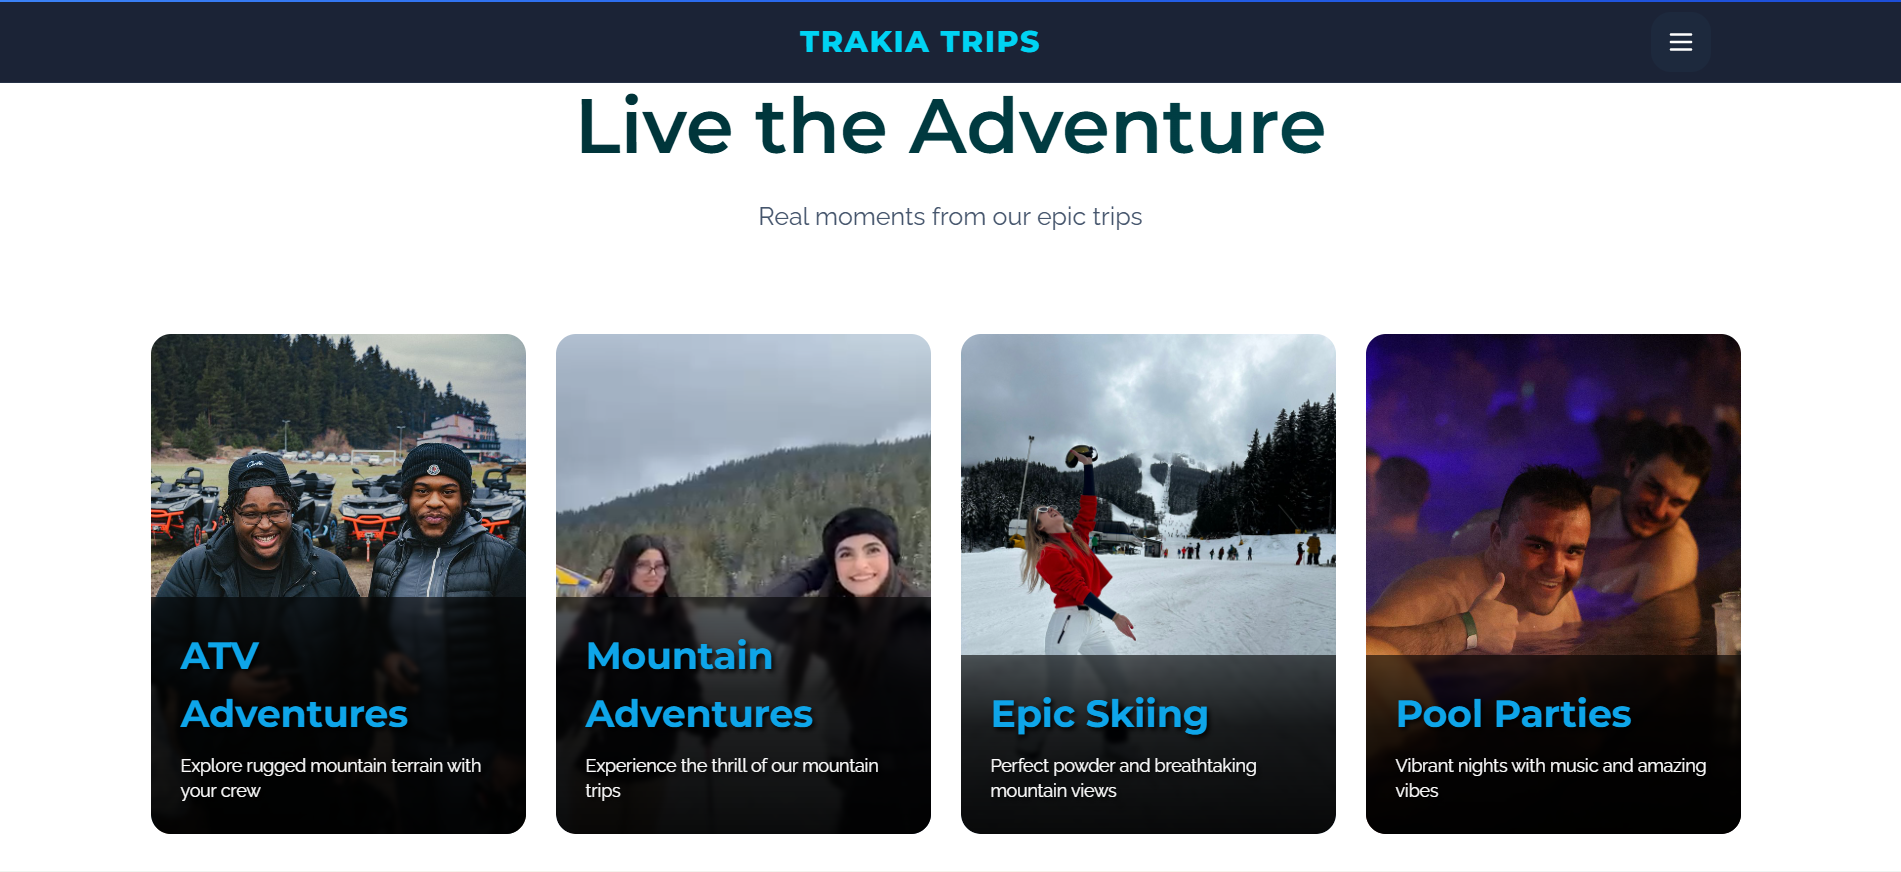 TRAKIA TRIPS
Live the Adventure
Real moments from our epic trips
ATV
Adventures
Explore rugged mountain terrain with
your crew
Mountain
Adventures
Experience the thrill of our mountain
trips
Epic Skiing
Perfect powder and breathtaking
mountain views
Pool Parties
Vibrant nights with music and amazing
vibes